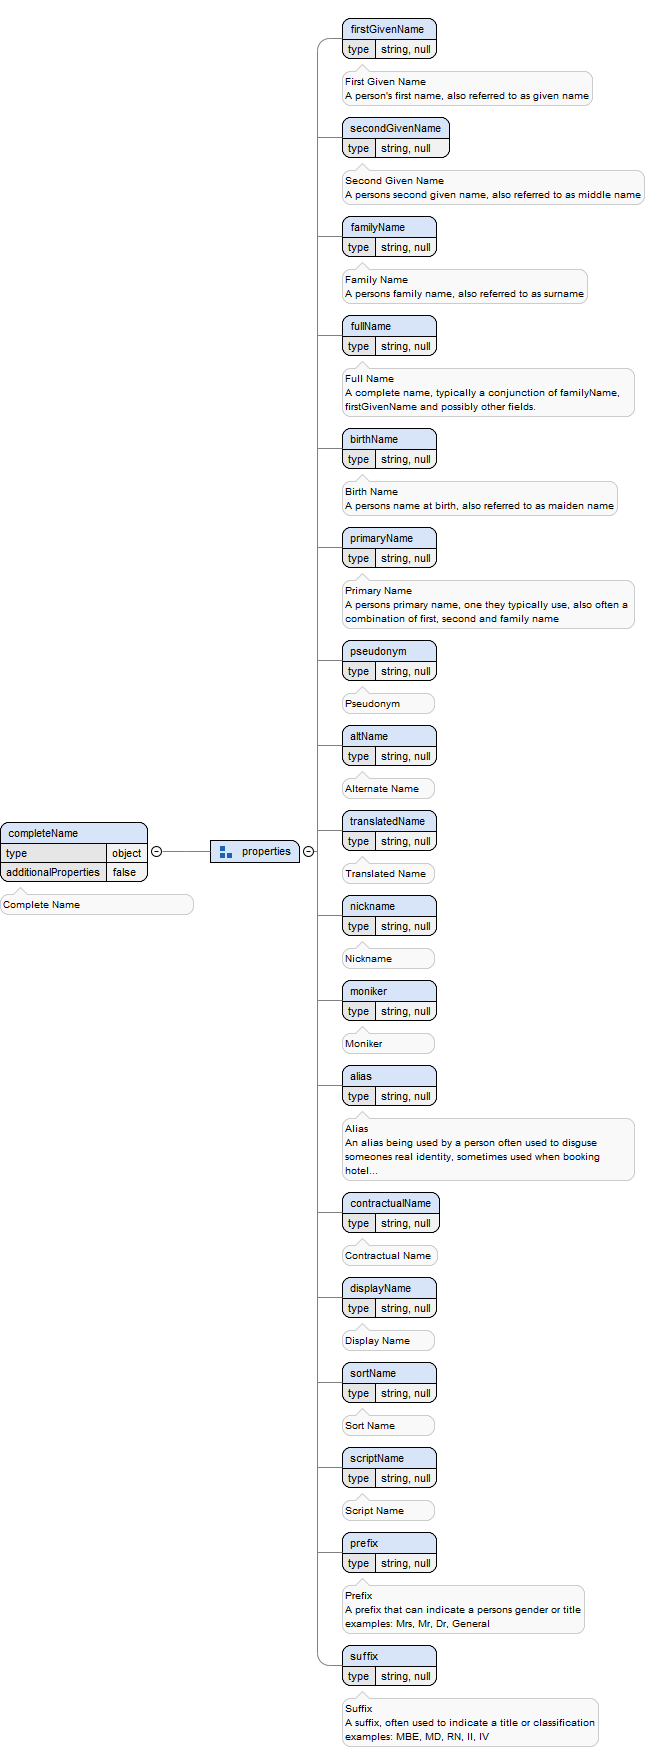 firstGivenName
type string, null
First Given Name
A person's first name, also referred to as given name
secondGivenName
type string, null
Second Given Name
A persons second given name, also referred to as middle name
familyName
type string, null
Family Name
A persons family name, also referred to as surname
fullName
type string, null
Full Name
A complete name, typically a conjunction of familyName,
firstGivenName and possibly other fields.
birthName
type string, null
Birth Name
A persons name at birth, also referred to as maiden name
primaryName
type string, null
Primary Name
A persons primary name, one they typically use, also often a
combination of first, second and family name
pseudonym
type string, null
Pseudonym
altName
type string, null
Alternate Name
completeName
type object
additionalProperties false
Complete Name
properties
translatedName
type string, null
Translated Name
nickname
type string, null
Nickname
moniker
type string, null
Moniker
alias
type string, null
Alias
An alias being used by a person often used to disguse
someones real identity, sometimes used when booking
hotel...
contractualName
type string, null
Contractual Name
displayName
type string, null
Display Name
sortName
type string, null
Sort Name
scriptName
type string, null
Script Name
prefix
type string, null
Prefix
A prefix that can indicate a persons gender or title
examples: Mrs, Mr, Dr, General
suffix
type string, null
Suffix
A suffix, often used to indicate a title or classification
examples: MBE, MD, RN, II, IV